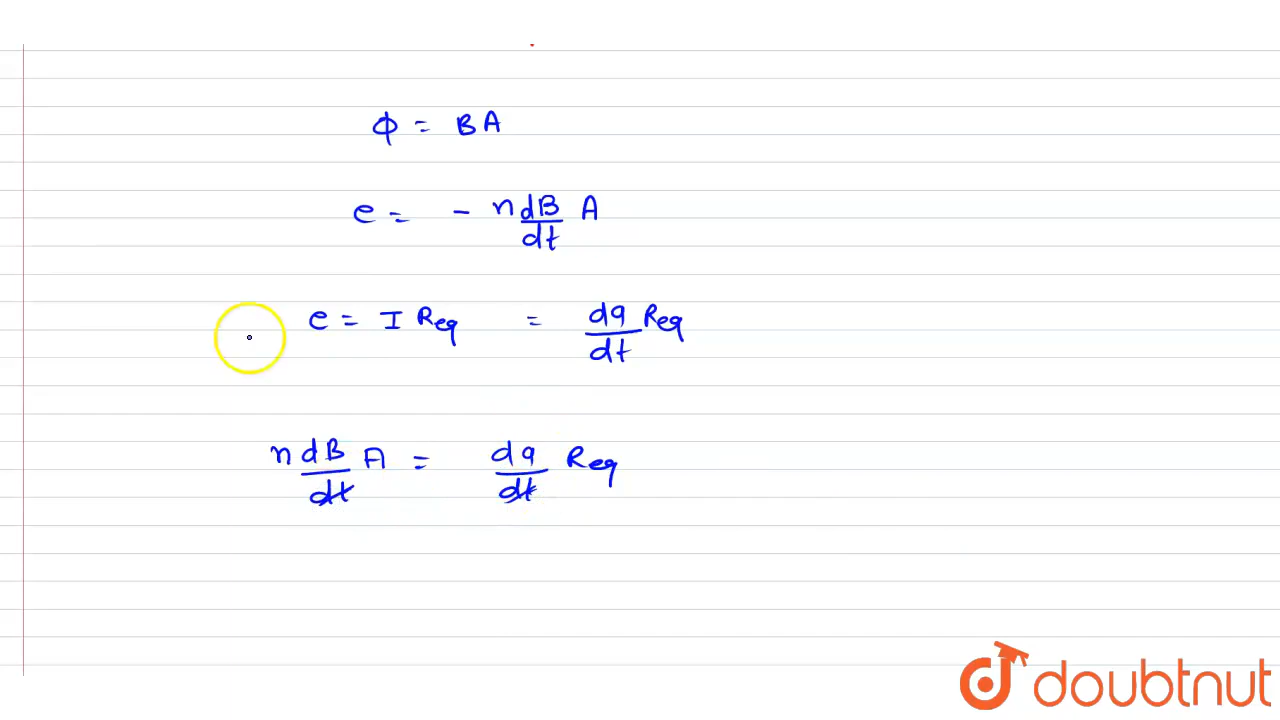 ϕ = BA
e = - n dB/dt A
e = I Req = dq/dt Req
n dB/dt A = dq/dt Req
doubtnut